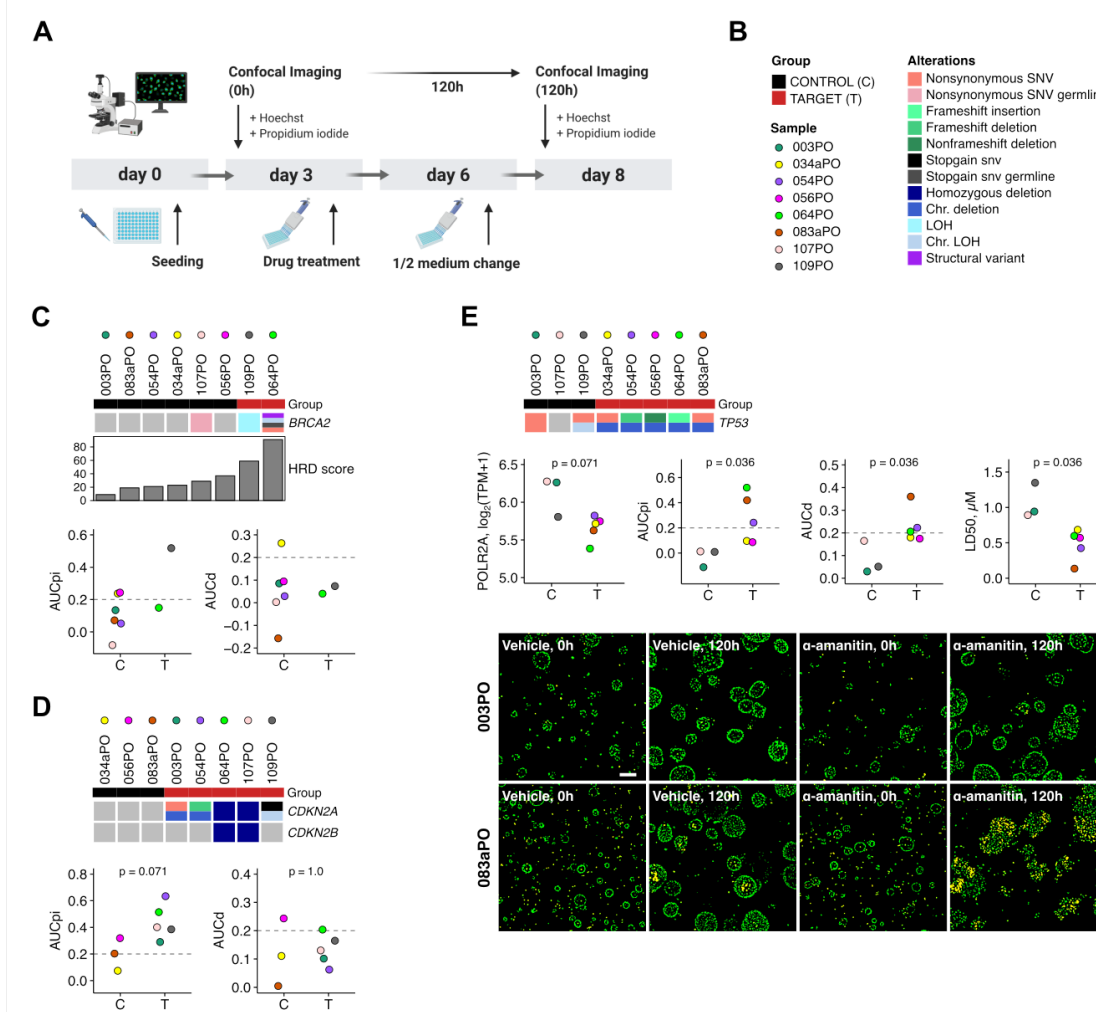 A
Confocal Imaging
(0h)
120h
Confocal Imaging
(120h)
+ Hoechst
+ Propidium iodide
+ Hoechst
+ Propidium iodide
day 0
day 3
day 6
day 8
Seeding
Drug treatment
1/2 medium change
B
Group
CONTROL (C)
TARGET (T)
Sample
003PO
034aPO
054PO
056PO
064PO
083aPO
107PO
109PO
Alterations
Nonsynonymous SNV
Nonsynonymous SNV germlin
Frameshift insertion
Frameshift deletion
Nonframeshift deletion
Stopgain snv
Stopgain snv germline
Homozygous deletion
Chr. deletion
LOH
Chr. LOH
Structural variant
C
003PO
083aPO
054PO
034aPO
107PO
056PO
109PO
064PO
Group
BRCA2
80
60
40
20
0
HRD score
AUCpi
0.6
0.4
0.2
0.0
C T
AUCd
0.3
0.2
0.1
0.0
−0.1
−0.2
C T
D
034aPO
056PO
083aPO
003PO
054PO
064PO
107PO
109PO
Group
CDKN2A
CDKN2B
p = 0.071
AUCpi
0.8
0.6
0.4
0.2
0.0
C T
p = 1.0
AUCd
0.4
0.3
0.2
0.1
0.0
C T
E
003PO
107PO
109PO
034aPO
054PO
056PO
064PO
083aPO
Group
TP53
p = 0.071
POLR2A, log2(TPM+1)
6.5
6.0
5.5
5.0
C T
p = 0.036
AUCpi
0.6
0.4
0.2
0.0
C T
p = 0.036
AUCd
0.5
0.4
0.3
0.2
0.1
0.0
C T
p = 0.036
LD50, µM
1.5
1.0
0.5
0.0
C T
003PO
Vehicle, 0h
Vehicle, 120h
α-amanitin, 0h
α-amanitin, 120h
083aPO
Vehicle, 0h
Vehicle, 120h
α-amanitin, 0h
α-amanitin, 120h